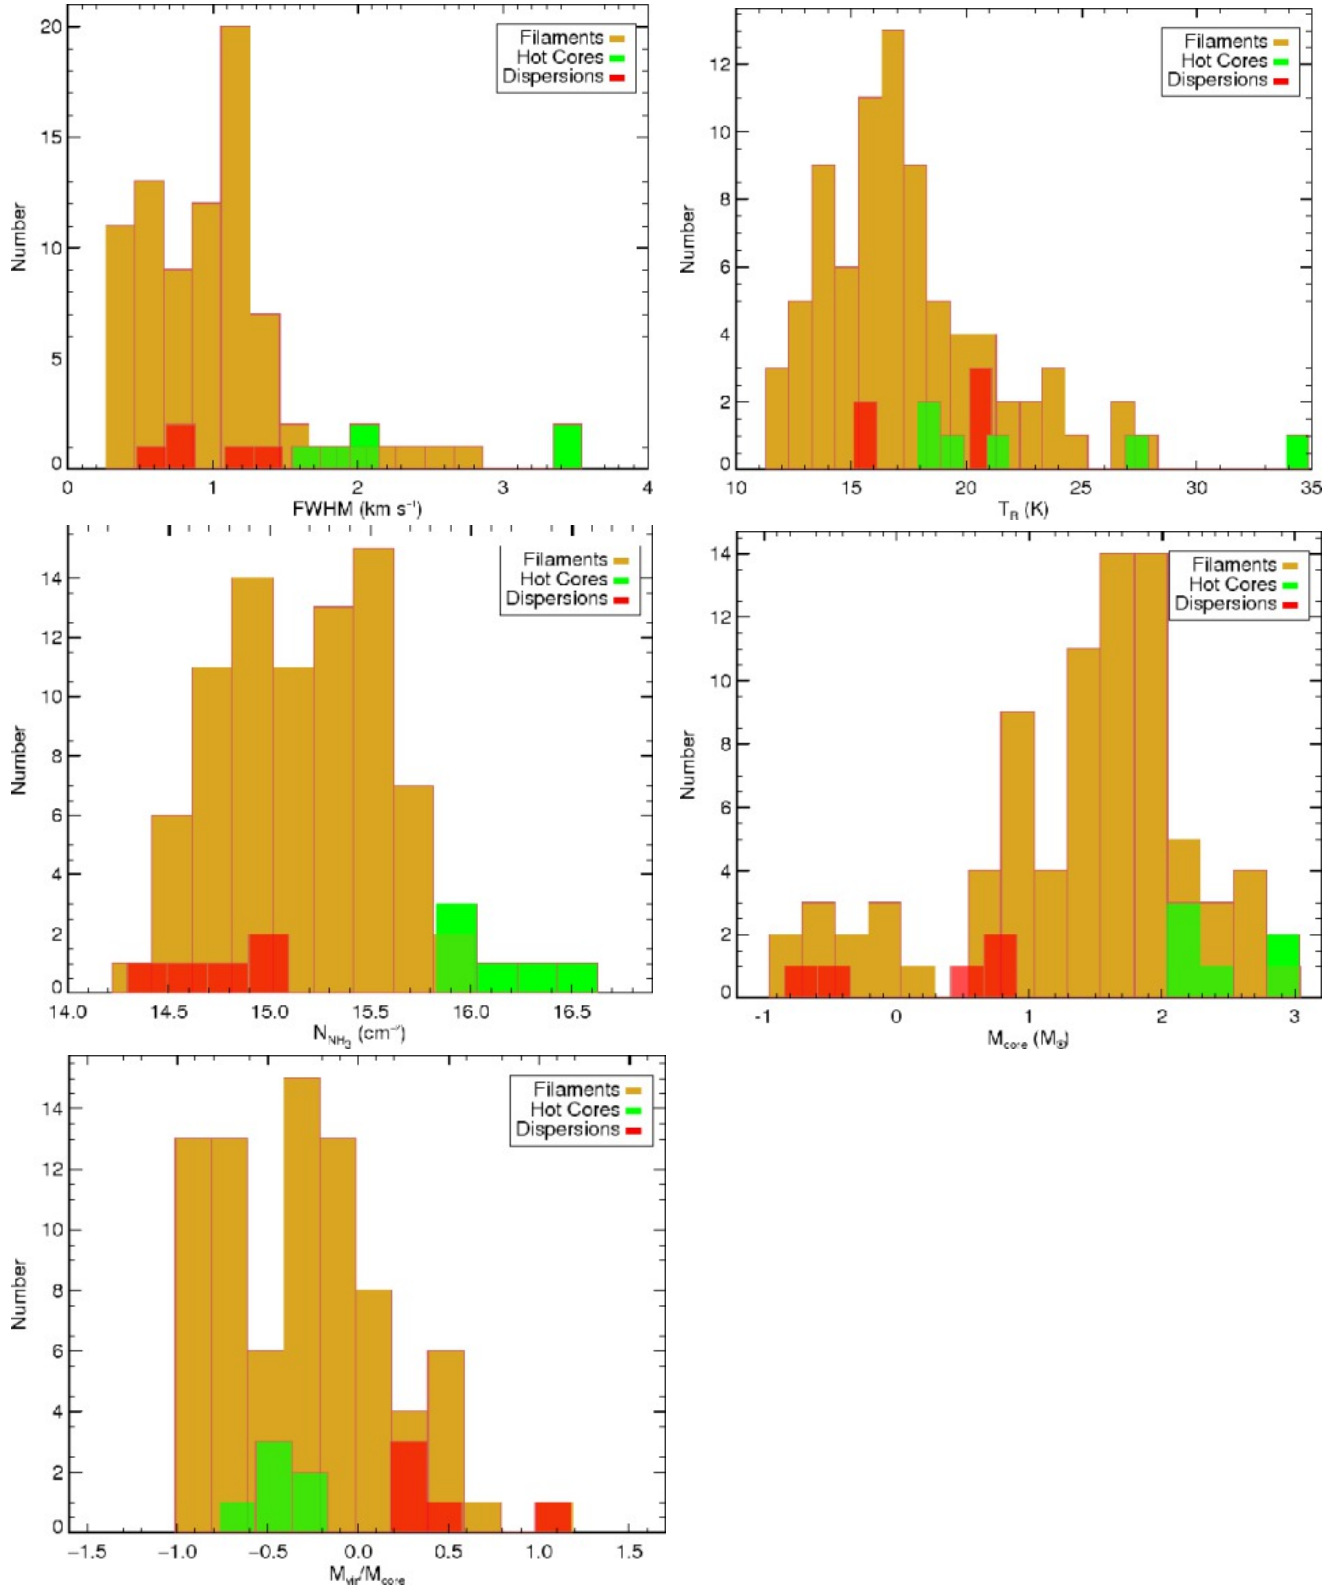 20
15
10
5
0
Number
Filaments
Hot Cores
Dispersions
0 1 2 3 4
FWHM (km s⁻¹)
12
10
8
6
4
2
0
Number
Filaments
Hot Cores
Dispersions
10 15 20 25 30 35
T_R (K)
14
12
10
8
6
4
2
0
Number
Filaments
Hot Cores
Dispersions
14.0 14.5 15.0 15.5 16.0 16.5
N_NH₃ (cm⁻²)
14
12
10
8
6
4
2
0
Number
Filaments
Hot Cores
Dispersions
-1 0 1 2 3
M_core (M⊙)
14
12
10
8
6
4
2
0
Number
Filaments
Hot Cores
Dispersions
−1.5 −1.0 −0.5 0.0 0.5 1.0 1.5
M_vir/M_core